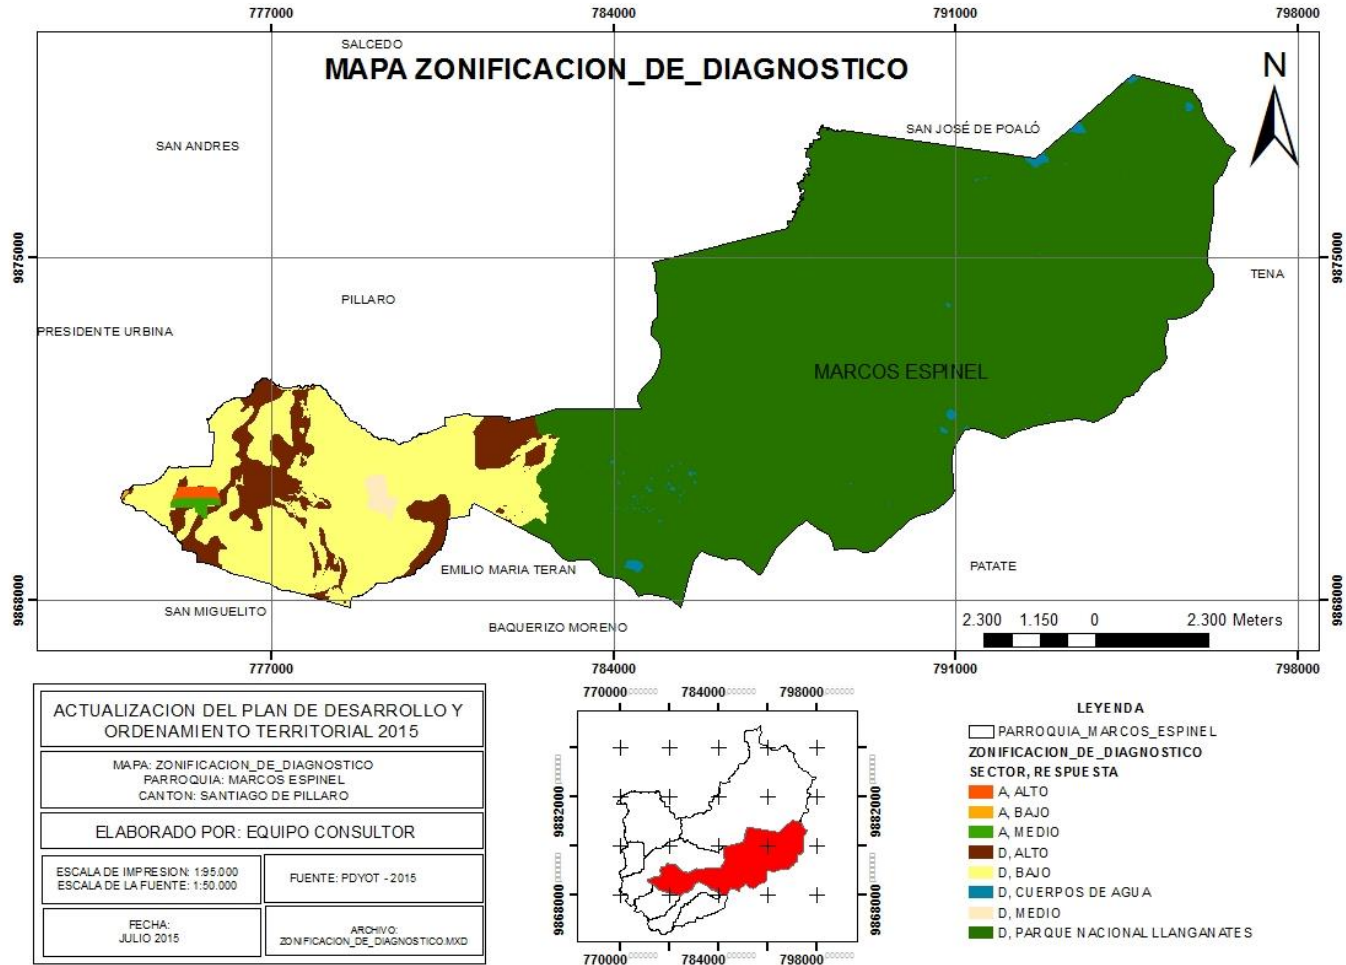 777000 784000 791000 798000
SALCEDO
MAPA ZONIFICACION_DE_DIAGNOSTICO
N
SAN JOSÉ DE POALÓ
SAN ANDRES
9875000 9875000
TENA
PILLARO
PRESIDENTE URBINA
MARCOS ESPINEL
EMILIO MARIA TERAN
PATATE
9868000 9868000
SAN MIGUELITO
BAQUERIZO MORENO
2.300 1.150 0 2.300 Meters
777000 784000 791000 798000
ACTUALIZACION DEL PLAN DE DESARROLLO Y
ORDENAMIENTO TERRITORIAL 2015
MAPA: ZONIFICACION_DE_DIAGNOSTICO
PARROQUIA: MARCOS ESPINEL
CANTON: SANTIAGO DE PILLARO
ELABORADO POR: EQUIPO CONSULTOR
ESCALA DE IMPRESION: 1:95.000
ESCALA DE LA FUENTE: 1:50.000
FUENTE: PDYOT - 2015
FECHA:
JULIO 2015
ARCHIVO:
ZONIFICACION_DE_DIAGNOSTICO.MXD
770000 784000 798000
9882000 9882000
9868000 9868000
770000 784000 798000
LEYENDA
PARROQUIA_MARCOS_ESPINEL
ZONIFICACION_DE_DIAGNOSTICO
SECTOR, RESPUESTA
A, ALTO
A, BAJO
A, MEDIO
D, ALTO
D, BAJO
D, CUERPOS DE AGUA
D, MEDIO
D, PARQUE NACIONAL LLANGANATES